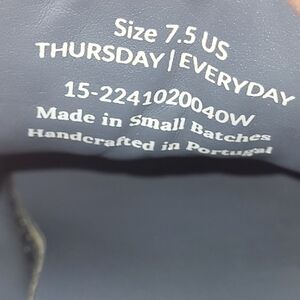 Size 7.5 US
THURSDAY | EVERYDAY
15-2241020040W
Made in Small Batches
Handcrafted in Portugal